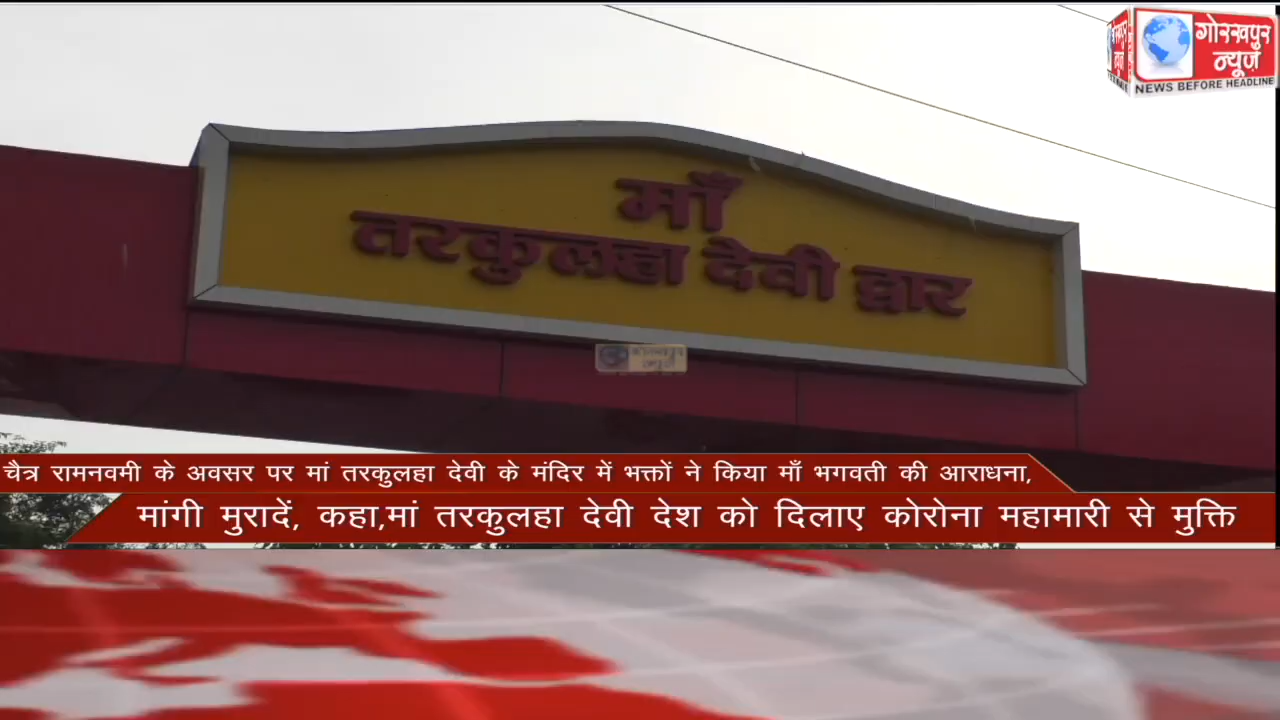 गोरखपुर
न्यूज़
NEWS BEFORE HEADLINE
माँ
तरकुलहा देवी द्वार
गोरखपुर
न्यूज़
चैत्र रामनवमी के अवसर पर मां तरकुलहा देवी के मंदिर में भक्तों ने किया माँ भगवती की आराधना,
मांगी मुरादें, कहा,मां तरकुलहा देवी देश को दिलाए कोरोना महामारी से मुक्ति